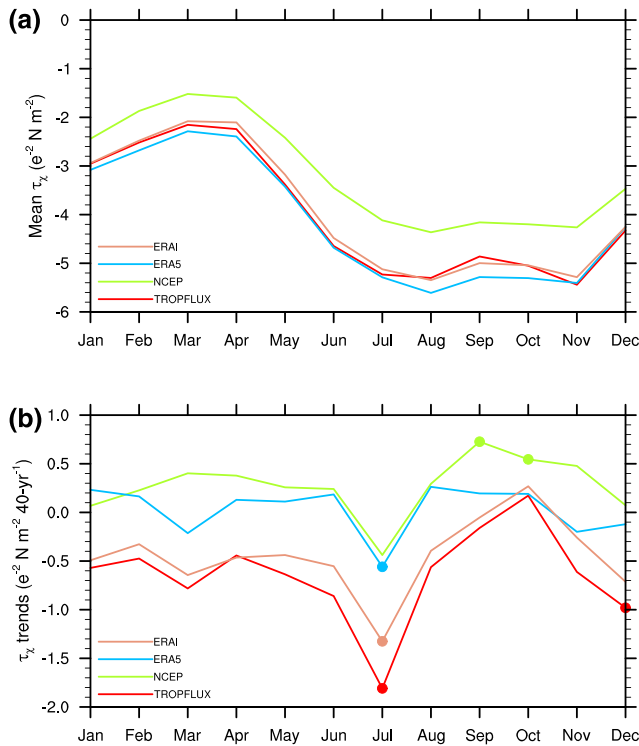 (a)
0
-1
-2
-3
-4
-5
-6
Mean τχ (e⁻² N m⁻²)
ERAI
ERA5
NCEP
TROPFLUX
Jan Feb Mar Apr May Jun Jul Aug Sep Oct Nov Dec
(b)
1.0
0.5
0.0
-0.5
-1.0
-1.5
-2.0
τχ trends (e⁻² N m⁻² 40-yr⁻¹)
ERAI
ERA5
NCEP
TROPFLUX
Jan Feb Mar Apr May Jun Jul Aug Sep Oct Nov Dec